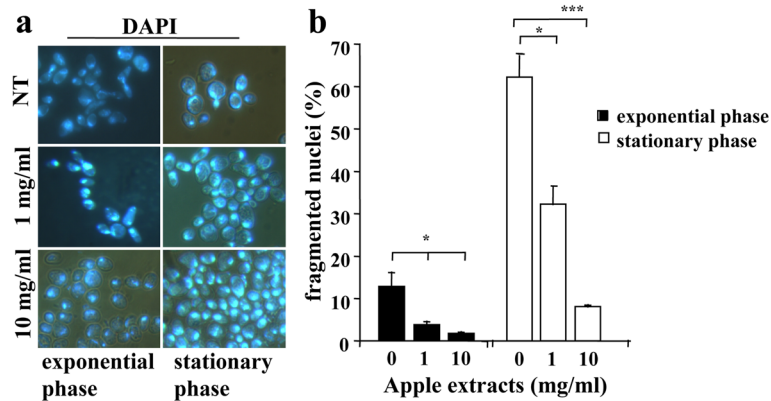 a
DAPI
NT
1 mg/ml
10 mg/ml
exponential phase
stationary phase
b
fragmented nuclei (%)
70
60
50
40
30
20
10
0
*
*
***
exponential phase
stationary phase
0 1 10 0 1 10
Apple extracts (mg/ml)